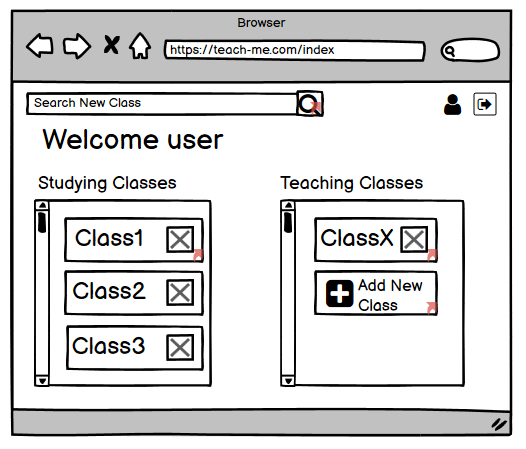 Browser
https://teach-me.com/index
Search New Class
Welcome user
Studying Classes
Teaching Classes
Class1
Class2
Class3
ClassX
Add New
Class